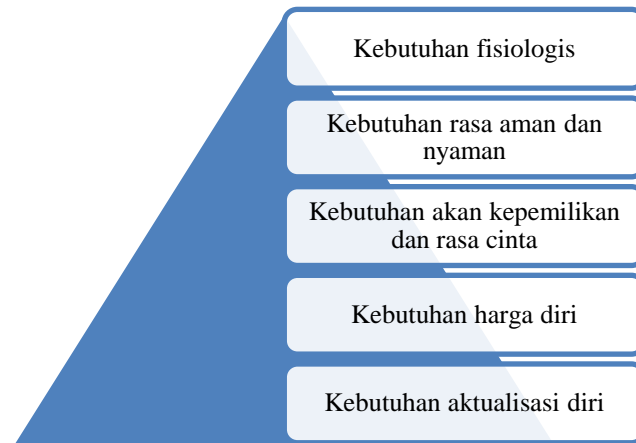 Kebutuhan fisiologis
Kebutuhan rasa aman dan
nyaman
Kebutuhan akan kepemilikan
dan rasa cinta
Kebutuhan harga diri
Kebutuhan aktualisasi diri